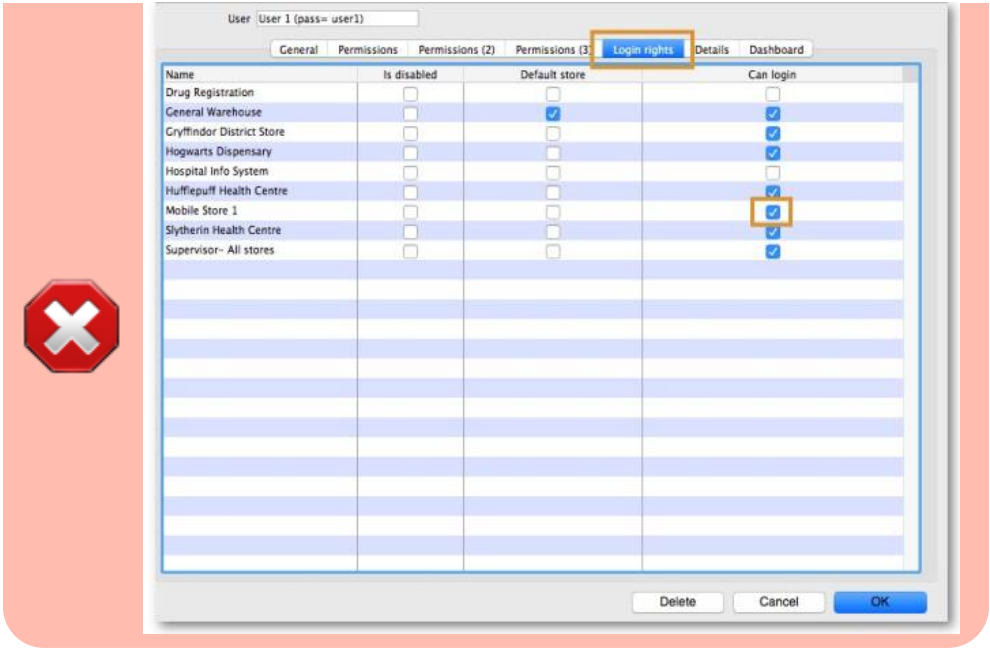 User User 1 (pass= user1)
General Permissions Permissions (2) Permissions (3) Login rights Details Dashboard
Name Is disabled Default store Can login
Drug Registration
General Warehouse
Gryffindor District Store
Hogwarts Dispensary
Hospital Info System
Hufflepuff Health Centre
Mobile Store 1
Slytherin Health Centre
Supervisor- All stores
Delete Cancel OK